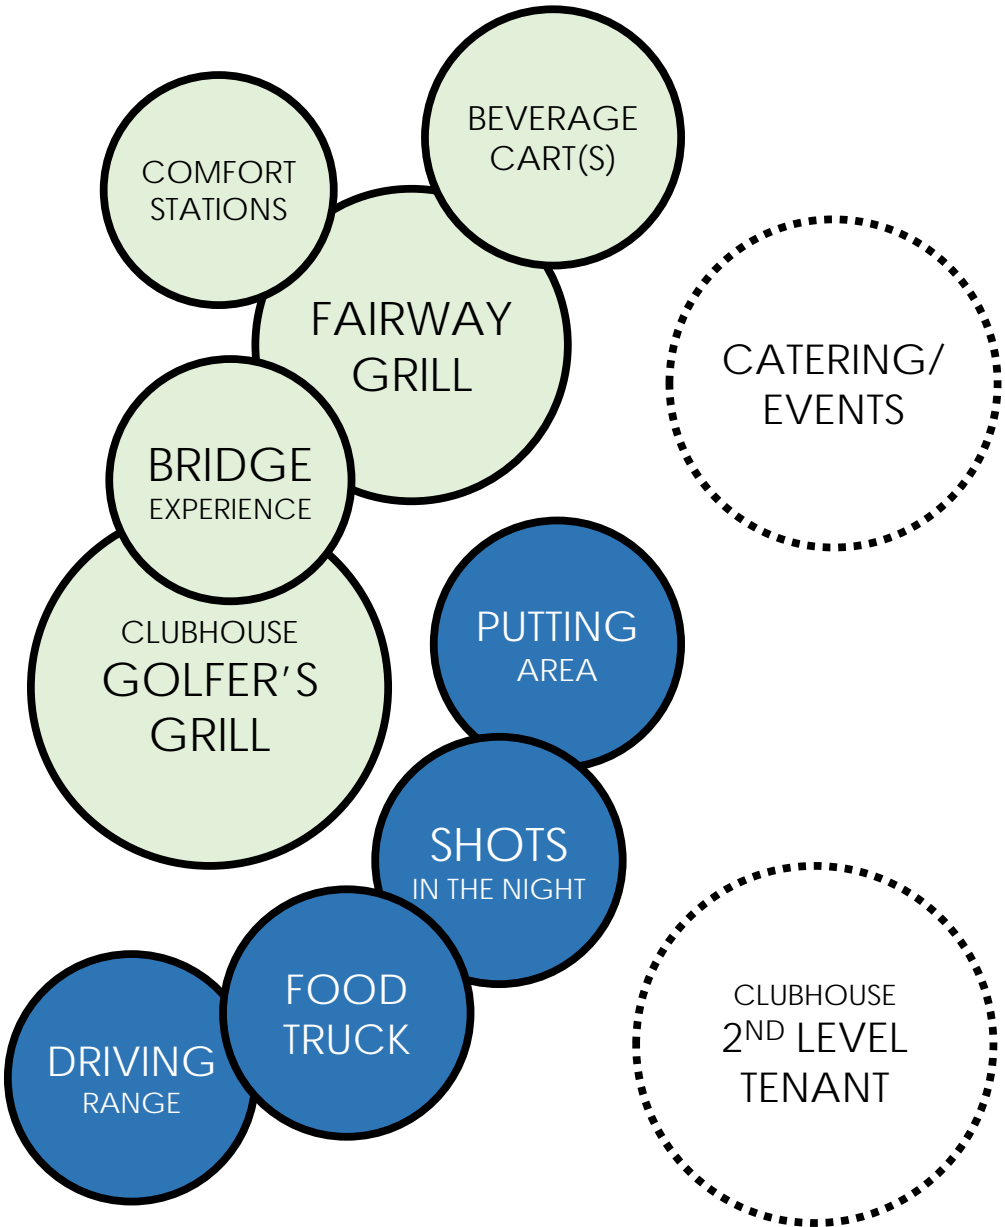 BEVERAGE
CART(S)
COMFORT
STATIONS
FAIRWAY
GRILL
CATERING/
EVENTS
BRIDGE
EXPERIENCE
CLUBHOUSE
GOLFER'S
GRILL
PUTTING
AREA
SHOTS
IN THE NIGHT
FOOD
TRUCK
DRIVING
RANGE
CLUBHOUSE
2ND LEVEL
TENANT